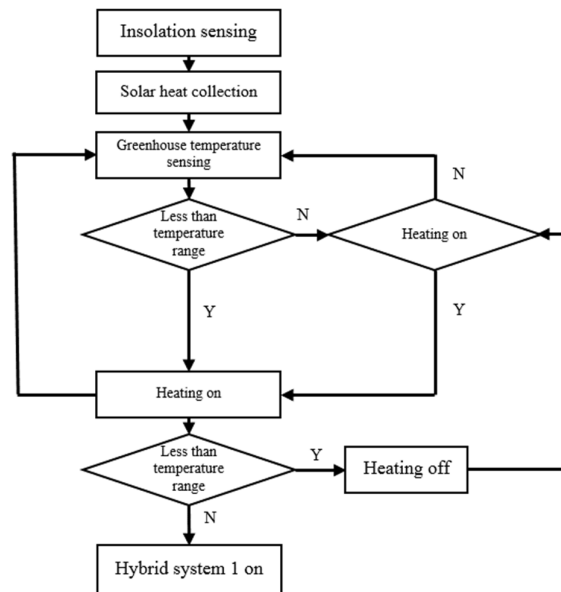 Insolation sensing
Solar heat collection
Greenhouse temperature
sensing
N
Less than
temperature
range
N
Heating on
Y
Y
Heating on
Less than
temperature
range
Y
Heating off
N
Hybrid system 1 on